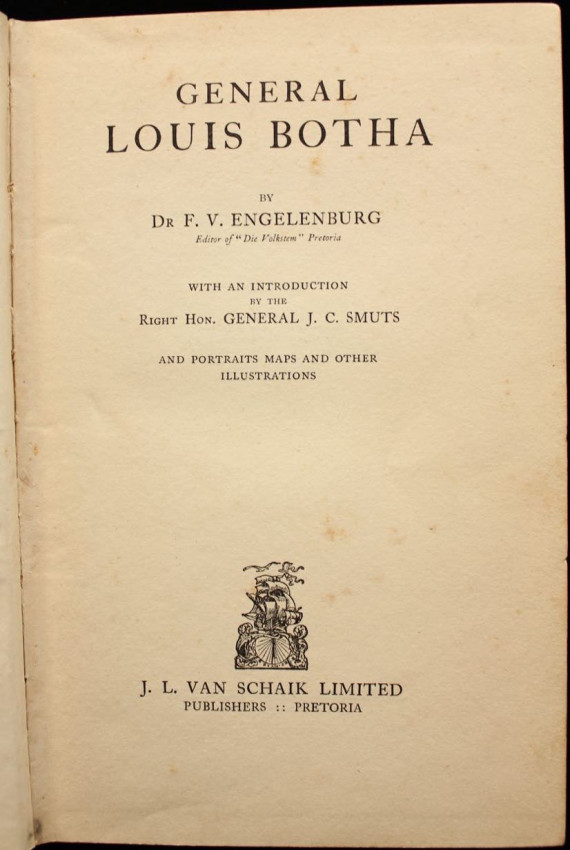 GENERAL
LOUIS BOTHA
BY
DR F. V. ENGELENBURG
Editor of "Die Volkstem" Pretoria
WITH AN INTRODUCTION
BY THE
RIGHT HON. GENERAL J. C. SMUTS
AND PORTRAITS MAPS AND OTHER
ILLUSTRATIONS
J. L. VAN SCHAIK LIMITED
PUBLISHERS :: PRETORIA